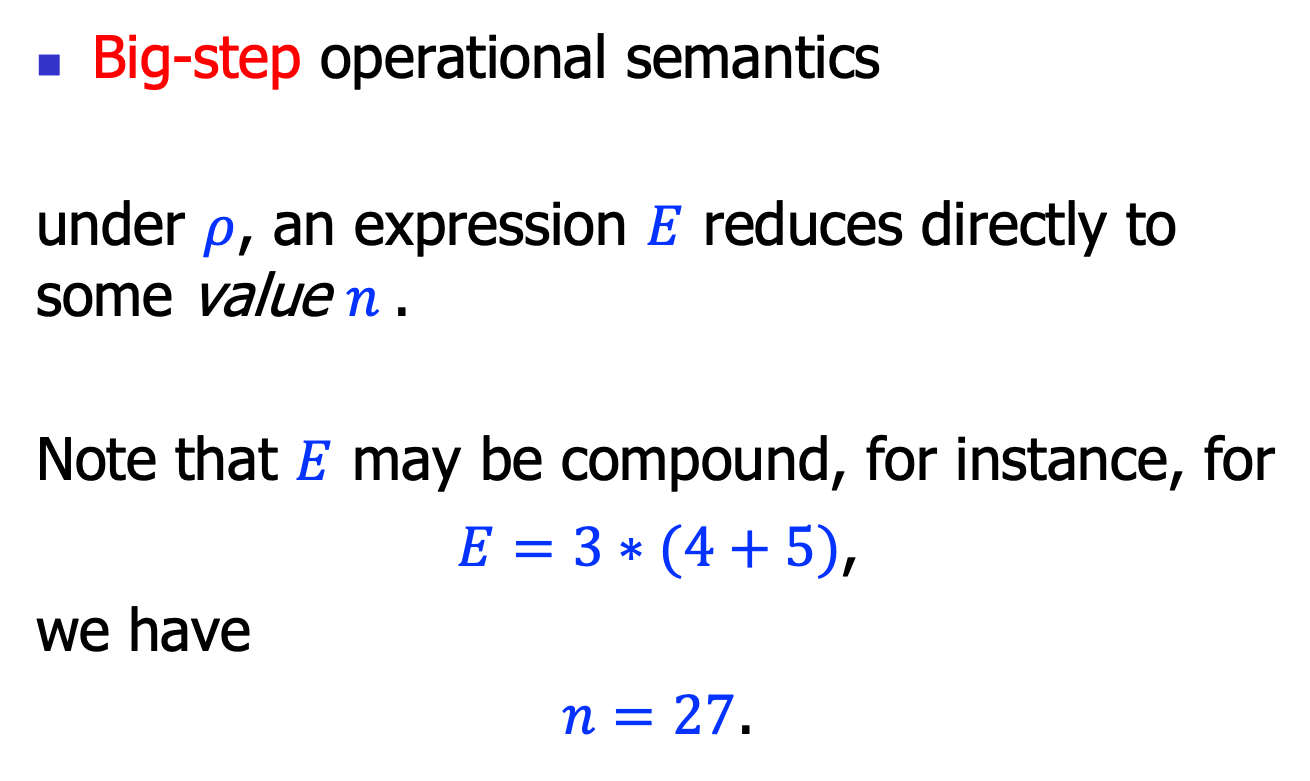 ▪ Big-step operational semantics
under ρ, an expression E reduces directly to
some value n .
Note that E may be compound, for instance, for
E = 3 ∗ (4 + 5),
we have
n = 27.